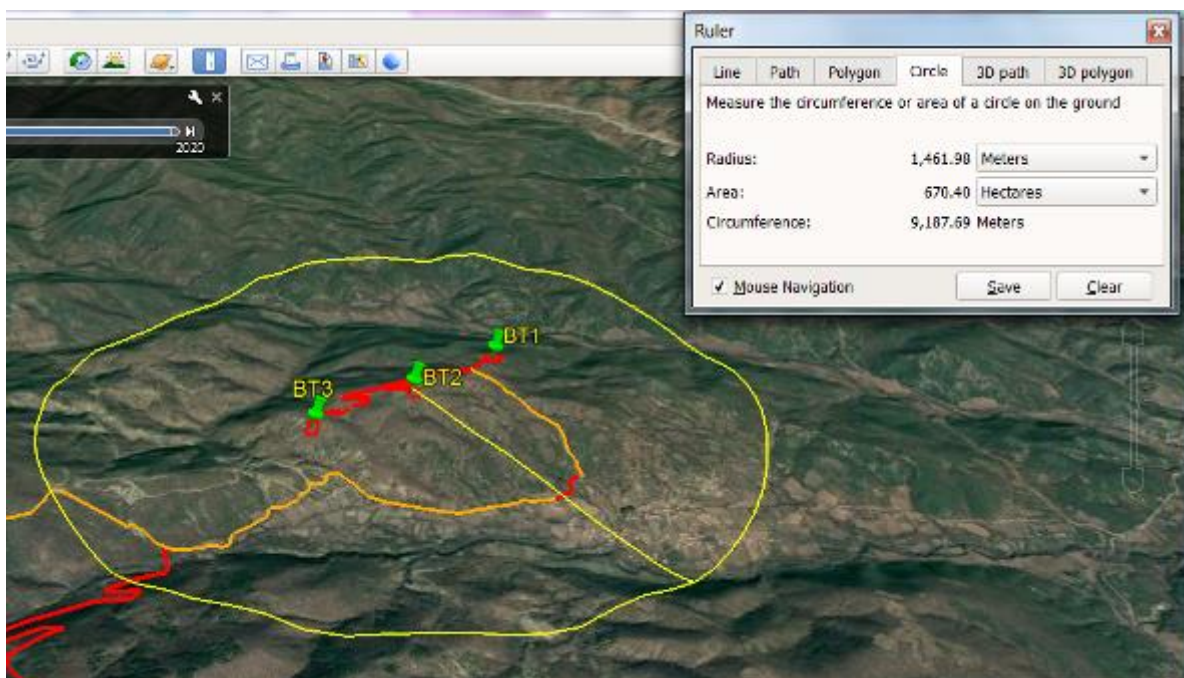 Ruler
Line Path Polygon Circle 3D path 3D polygon
Measure the circumference or area of a circle on the ground
Radius: 1,461.98 Meters
Area: 670.40 Hectares
Circumference: 9,187.69 Meters
Mouse Navigation Save Clear
2020
BT1
BT2
BT3